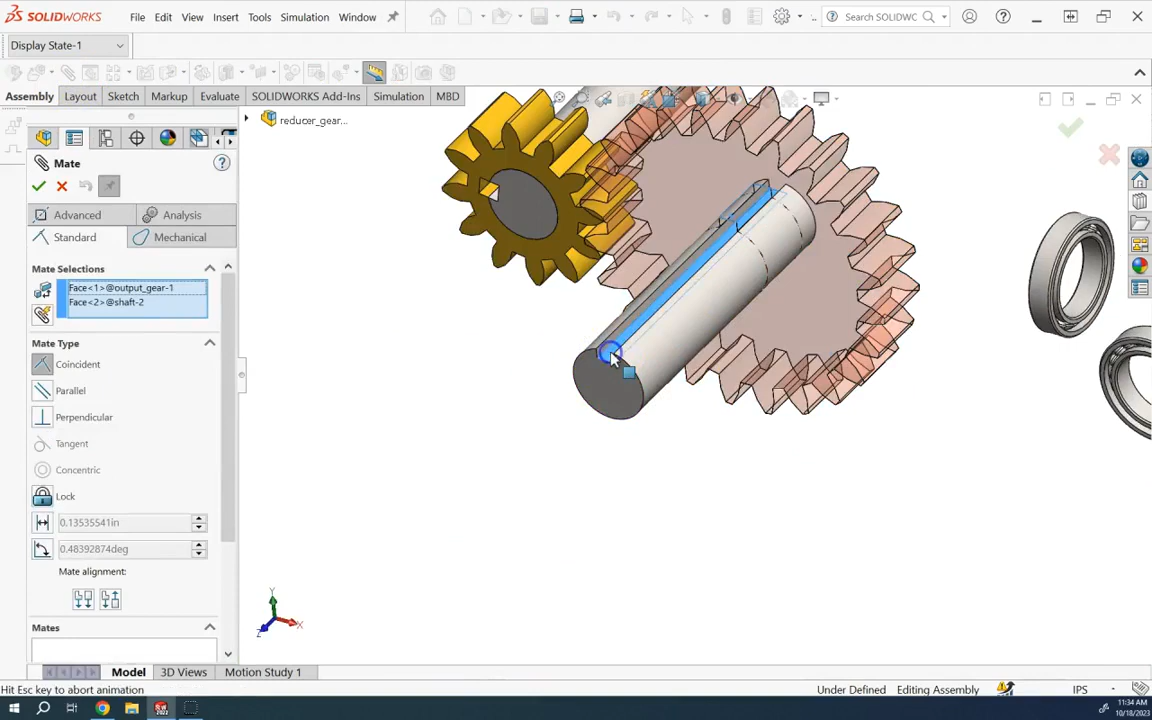 SOLIDWORKS File Edit View Insert Tools Simulation Window Search SOLIDWC
Display State-1
Assembly Layout Sketch Markup Evaluate SOLIDWORKS Add-Ins Simulation MBD
reducer_gear...
Mate
Advanced Analysis
Standard Mechanical
Mate Selections
Face<1>@output_gear-1
Face<2>@shaft-2
Mate Type
Coincident
Parallel
Perpendicular
Tangent
Concentric
Lock
0.13535541in
0.48392874deg
Mate alignment:
Mates
Y
X
Z
Model 3D Views Motion Study 1
Hit Esc key to abort animation Under Defined Editing Assembly IPS
11:34 AM
10/18/2023